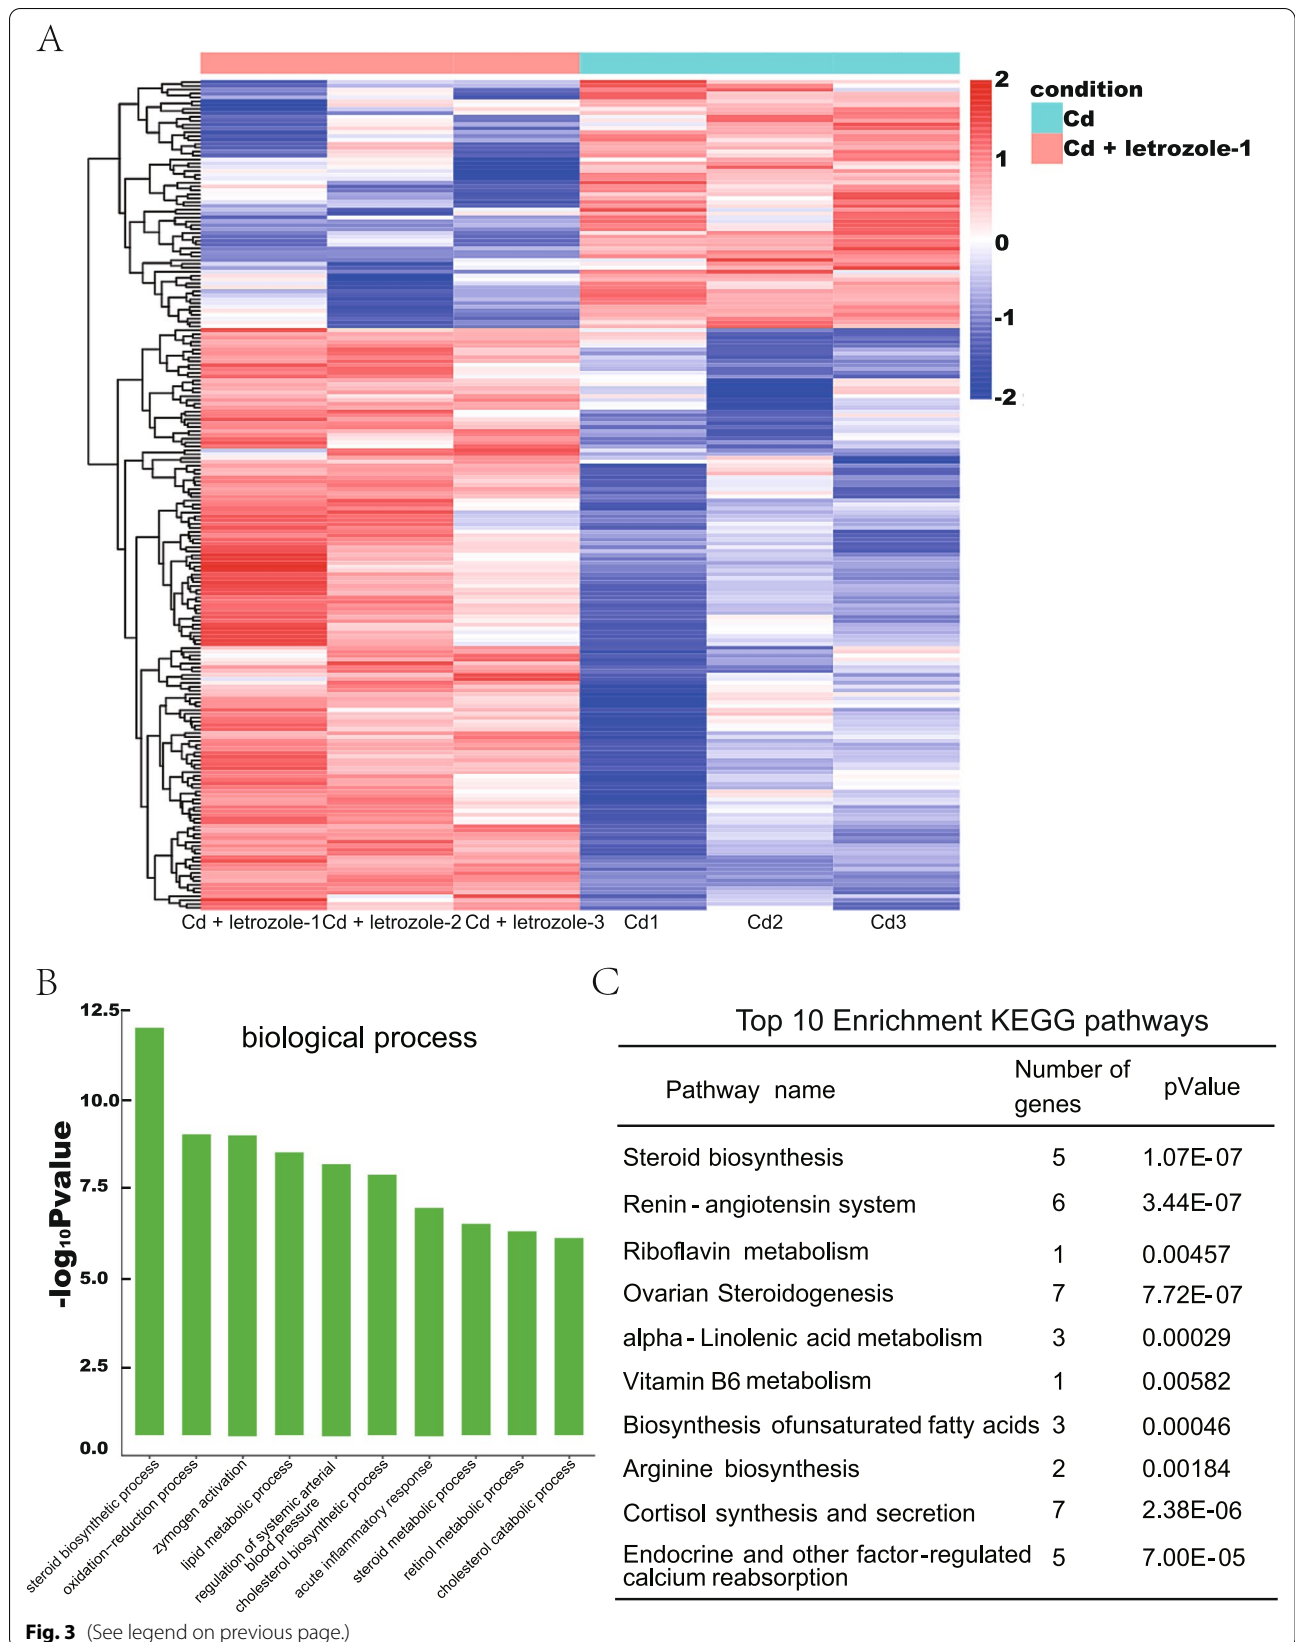 A
2
1
0
-1
-2
condition
Cd
Cd + letrozole-1
Cd + letrozole-1 Cd + letrozole-2 Cd + letrozole-3 Cd1 Cd2 Cd3
B
biological process
-log₁₀Pvalue
12.5
10.0
7.5
5.0
2.5
0.0
steroid biosynthetic process
oxidation-reduction process
zymogen activation
lipid metabolic process
regulation of systemic arterial
blood pressure
cholesterol biosynthetic process
acute inflammatory response
steroid metabolic process
retinol metabolic process
cholesterol catabolic process
C
Top 10 Enrichment KEGG pathways
Pathway name Number of genes pValue
Steroid biosynthesis 5 1.07E-07
Renin-angiotensin system 6 3.44E-07
Riboflavin metabolism 1 0.00457
Ovarian Steroidogenesis 7 7.72E-07
alpha-Linolenic acid metabolism 3 0.00029
Vitamin B6 metabolism 1 0.00582
Biosynthesis ofunsaturated fatty acids 3 0.00046
Arginine biosynthesis 2 0.00184
Cortisol synthesis and secretion 7 2.38E-06
Endocrine and other factor-regulated 5 7.00E-05
calcium reabsorption
Fig. 3 (See legend on previous page.)